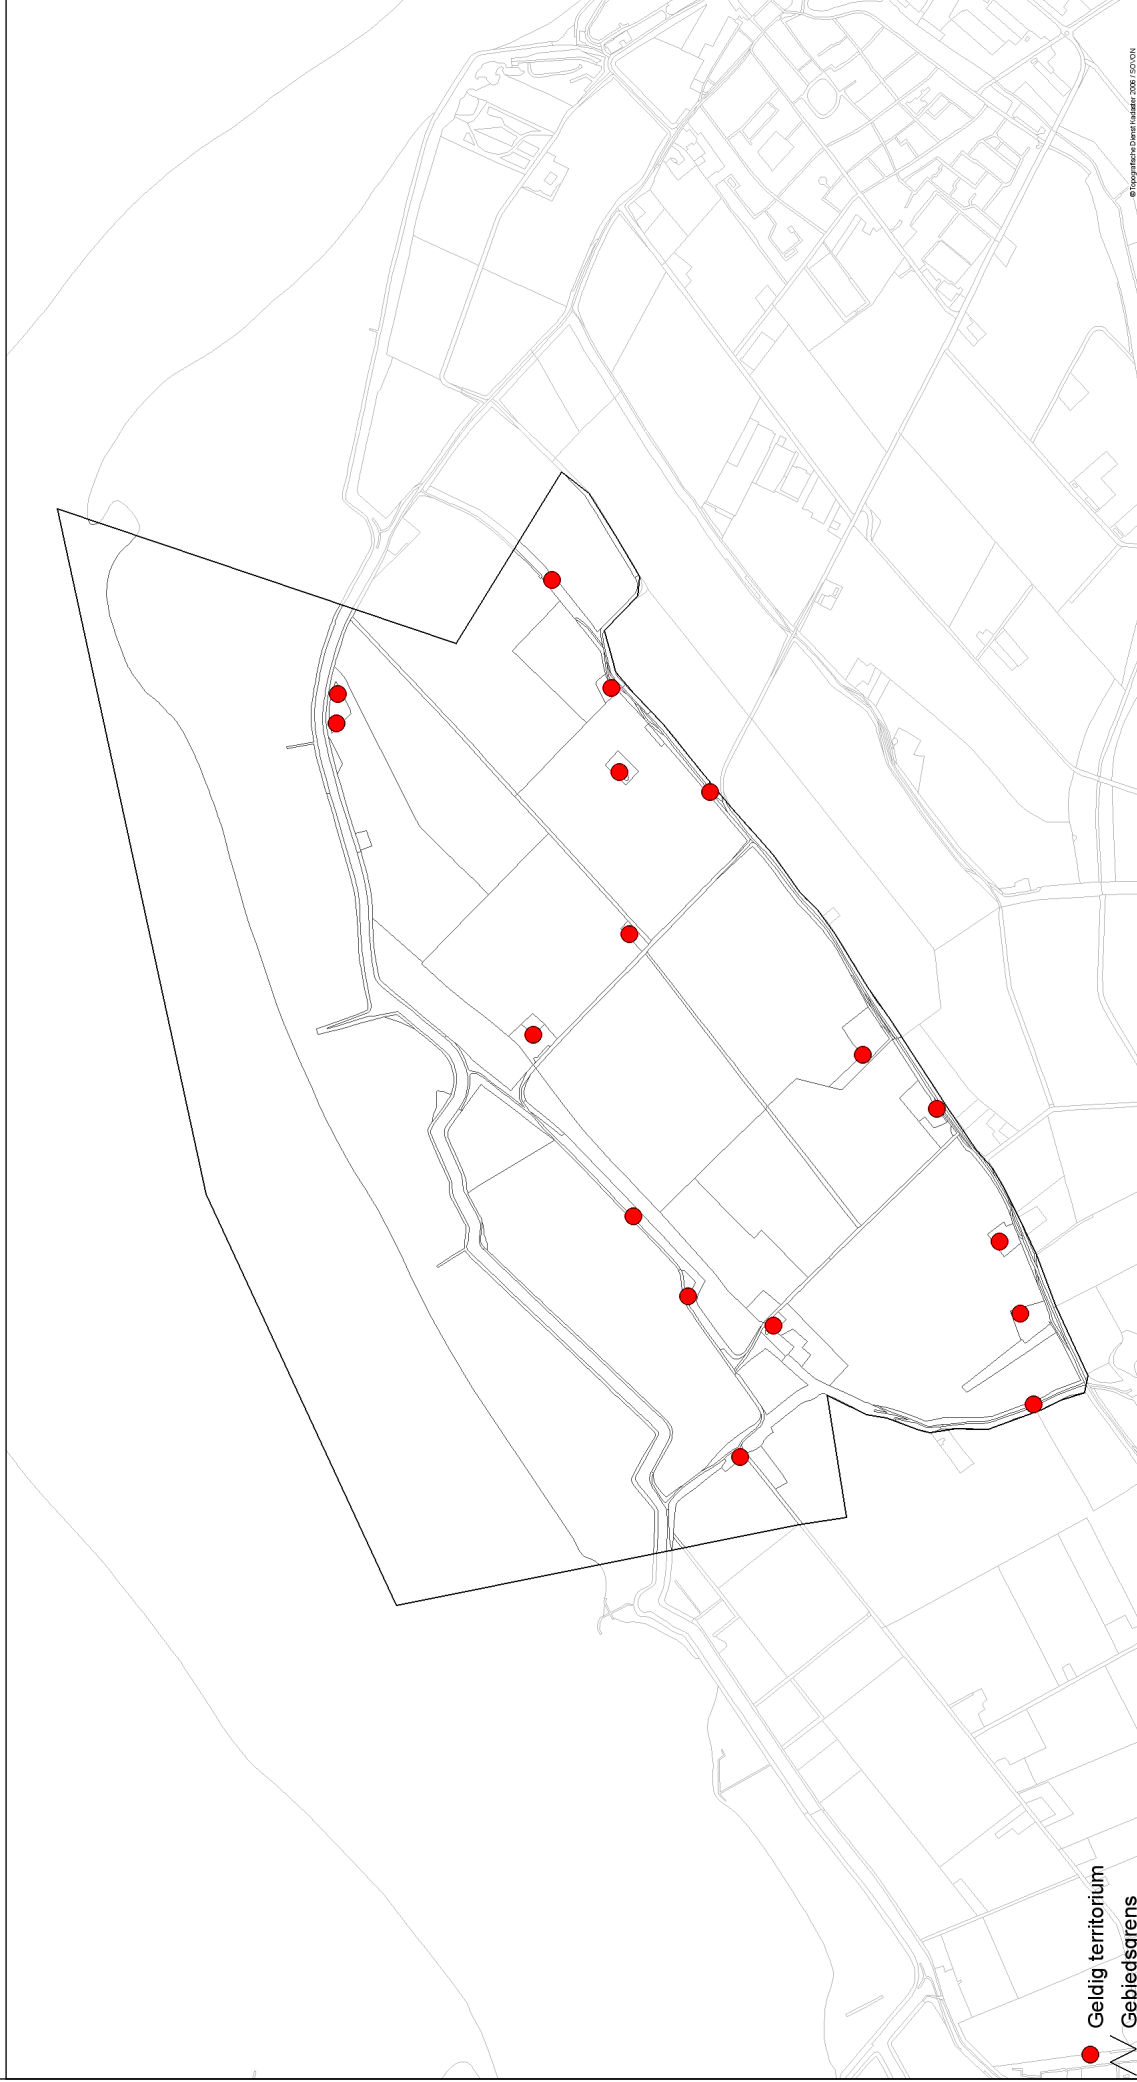 © Topografische Dienst Kadaster 2006 / SOVON
Geldig territorium
Gebiedsgrens